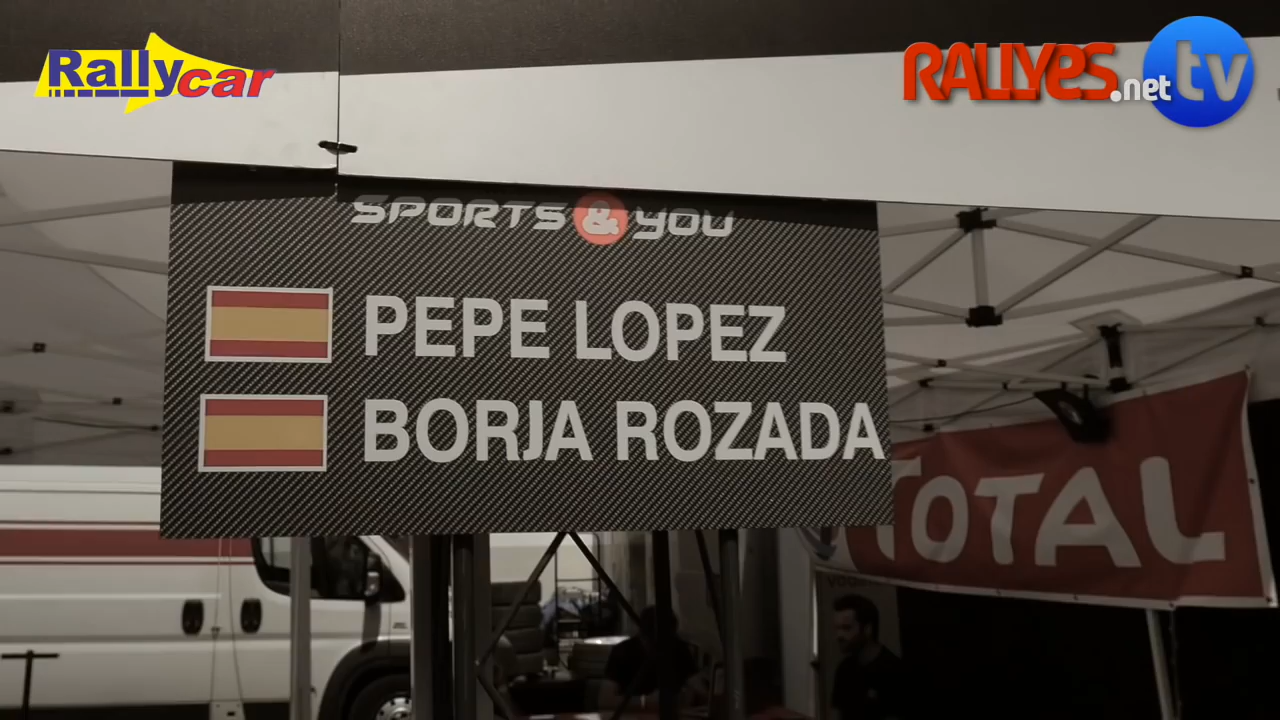 Rallycar
RALLYES.net tv
SPORTS & YOU
PEPE LOPEZ
BORJA ROZADA
TOTAL